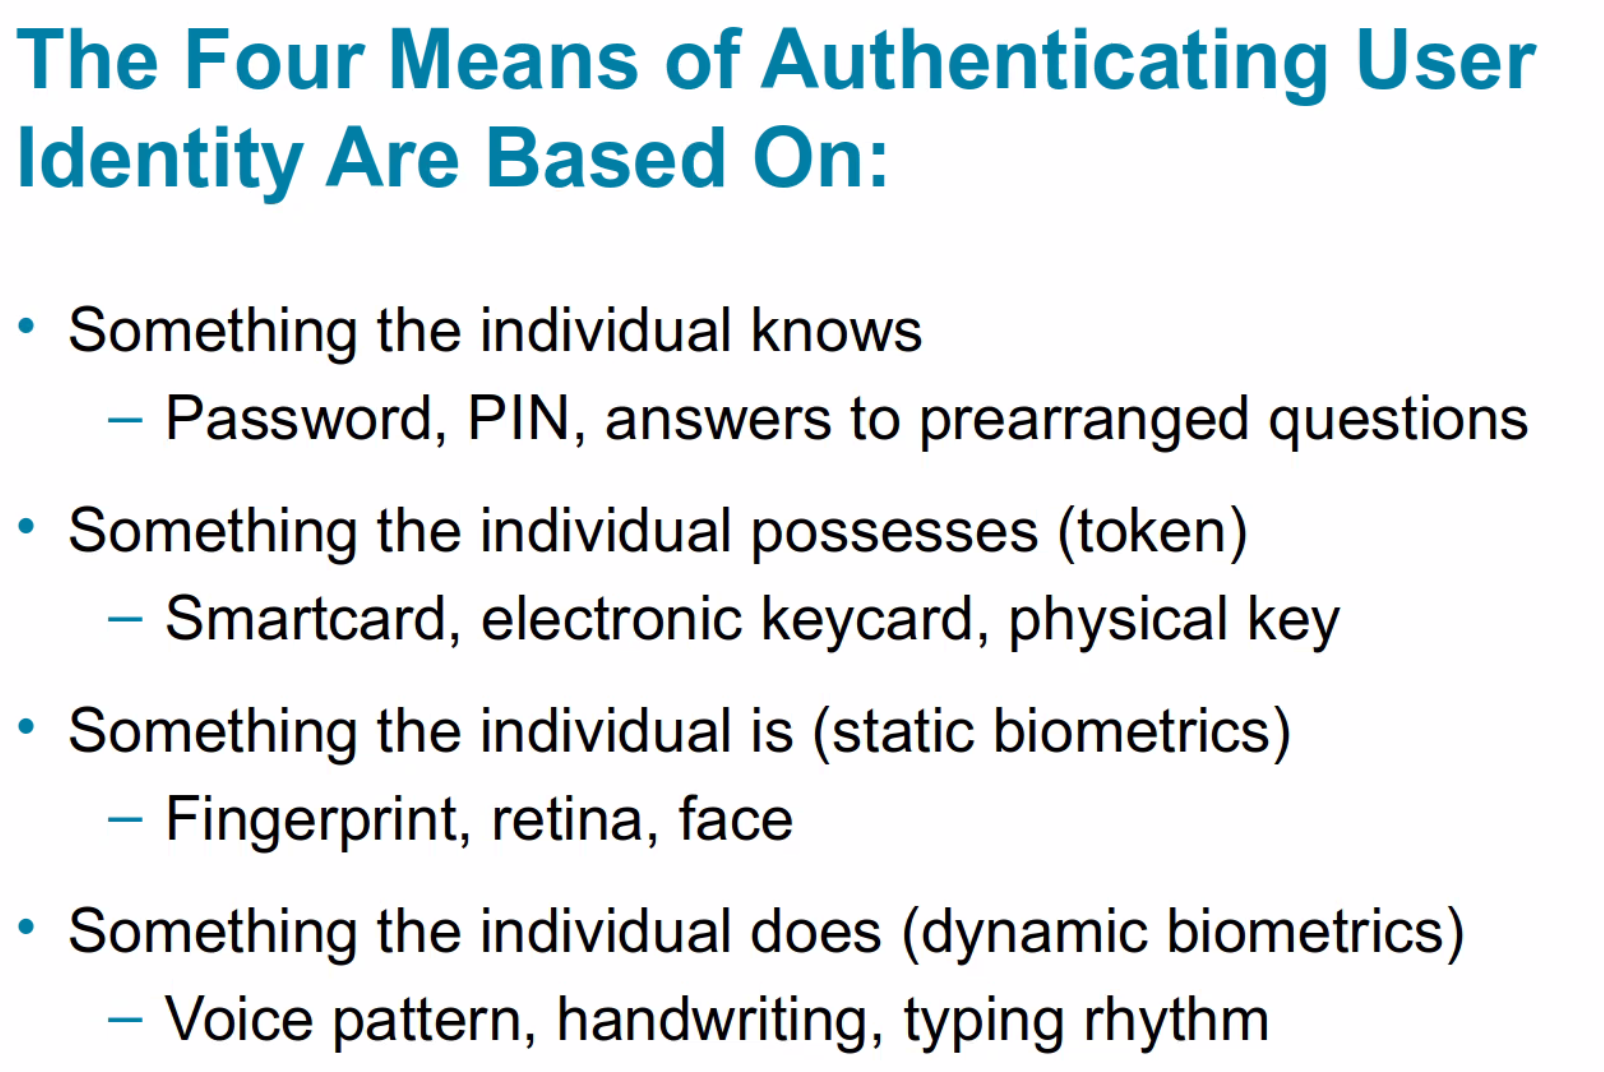 The Four Means of Authenticating User
Identity Are Based On:
• Something the individual knows
– Password, PIN, answers to prearranged questions
• Something the individual possesses (token)
– Smartcard, electronic keycard, physical key
• Something the individual is (static biometrics)
– Fingerprint, retina, face
• Something the individual does (dynamic biometrics)
– Voice pattern, handwriting, typing rhythm